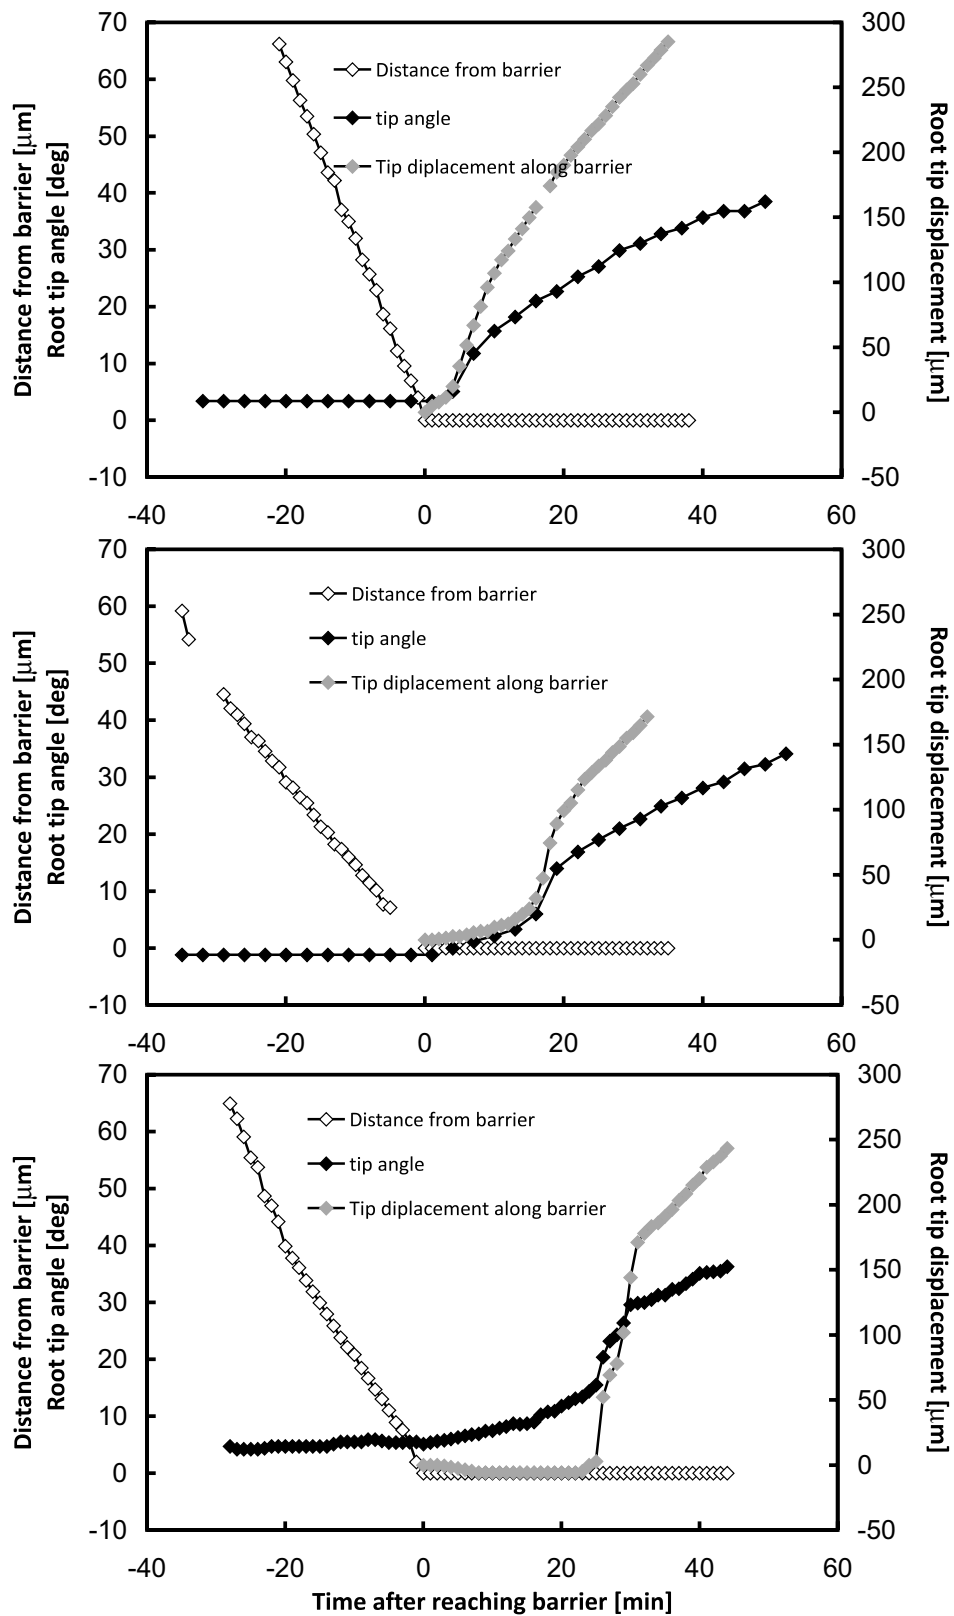 70
60
50
40
30
20
10
0
-10
Distance from barrier [μm]
Root tip angle [deg]
Distance from barrier
tip angle
Tip diplacement along barrier
300
250
200
150
100
50
0
-50
Root tip displacement [μm]
-40 -20 0 20 40 60
70
60
50
40
30
20
10
0
-10
Distance from barrier [μm]
Root tip angle [deg]
Distance from barrier
tip angle
Tip diplacement along barrier
300
250
200
150
100
50
0
-50
Root tip displacement [μm]
-40 -20 0 20 40 60
70
60
50
40
30
20
10
0
-10
Distance from barrier [μm]
Root tip angle [deg]
Distance from barrier
tip angle
Tip diplacement along barrier
300
250
200
150
100
50
0
-50
Root tip displacement [μm]
-40 -20 0 20 40 60
Time after reaching barrier [min]